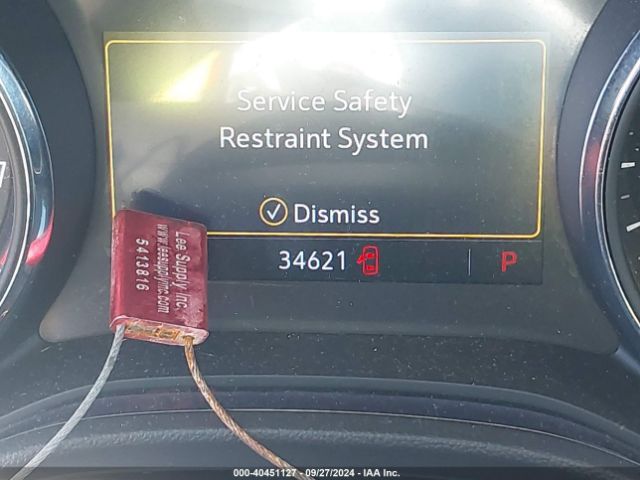 Service Safety
Restraint System
Dismiss
34621
P
Lee Supply Inc.
www.leesupplyinc.com
5413816
000-40451127 - 09/27/2024 - IAA Inc.